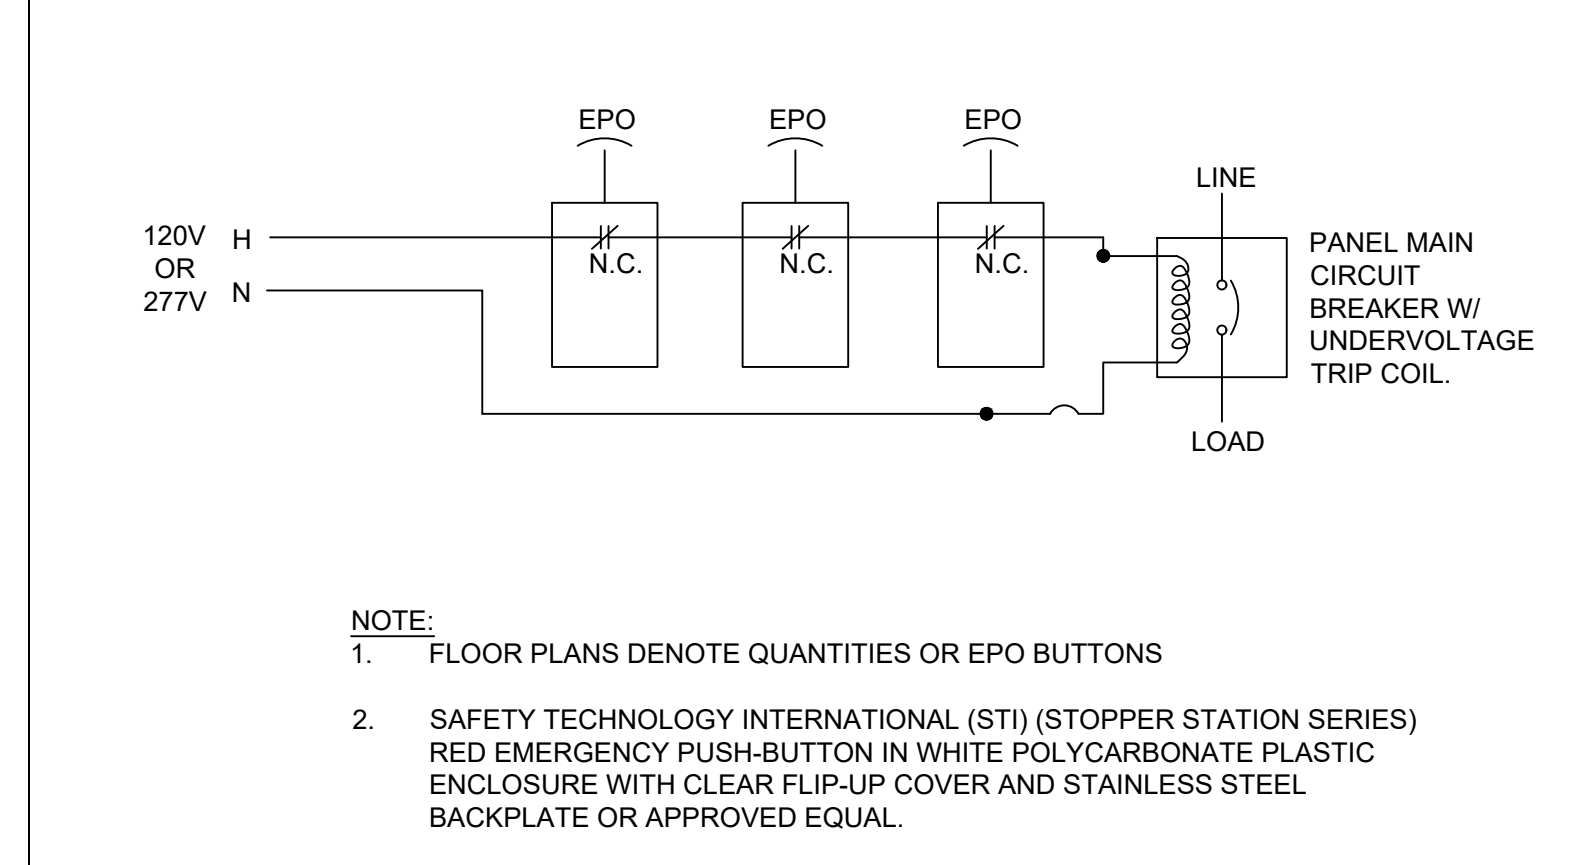 EPO EPO EPO
LINE
120V
OR
277V
H
N
N.C. N.C. N.C.
PANEL MAIN
CIRCUIT
BREAKER W/
UNDERVOLTAGE
TRIP COIL.
LOAD
NOTE:
1. FLOOR PLANS DENOTE QUANTITIES OR EPO BUTTONS
2. SAFETY TECHNOLOGY INTERNATIONAL (STI) (STOPPER STATION SERIES)
RED EMERGENCY PUSH-BUTTON IN WHITE POLYCARBONATE PLASTIC
ENCLOSURE WITH CLEAR FLIP-UP COVER AND STAINLESS STEEL
BACKPLATE OR APPROVED EQUAL.